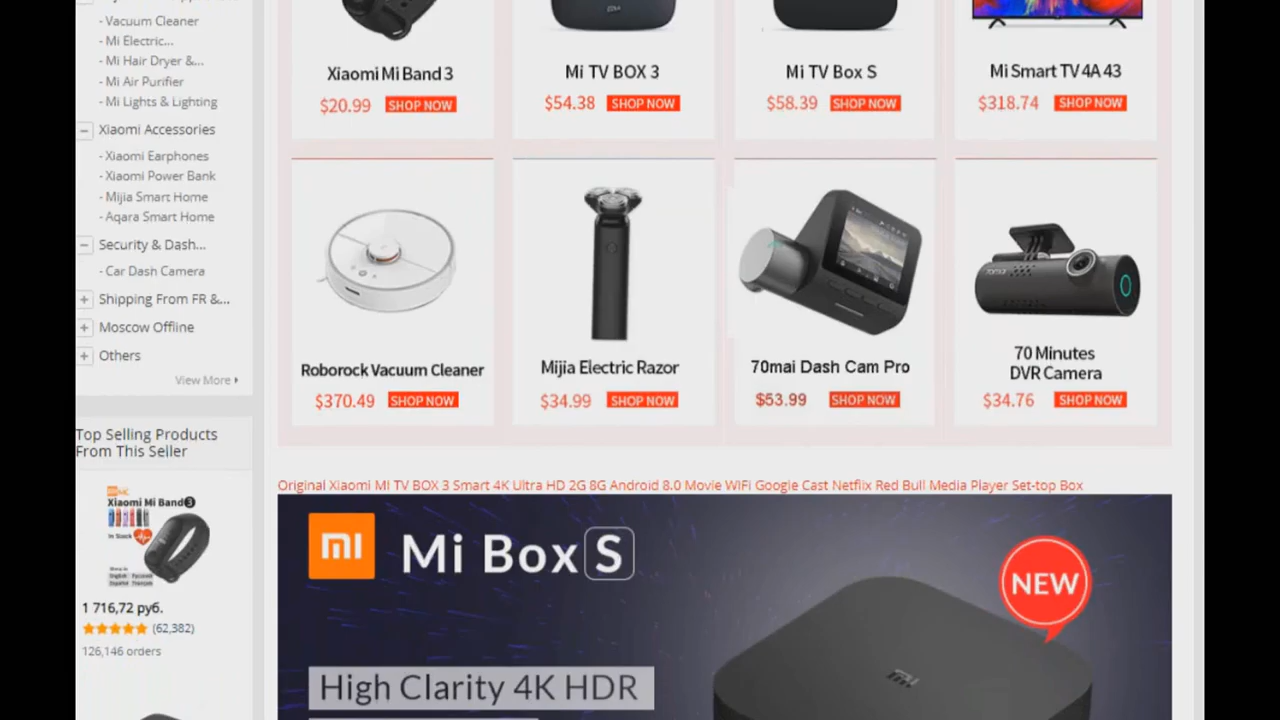 - Vacuum Cleaner
- Mi Electric...
- Mi Hair Dryer &...
- Mi Air Purifier
- Mi Lights & Lighting
Xiaomi Accessories
- Xiaomi Earphones
- Xiaomi Power Bank
- Mijia Smart Home
- Aqara Smart Home
Security & Dash...
- Car Dash Camera
Shipping From FR &...
Moscow Offline
Others
View More
Top Selling Products
From This Seller
Xiaomi Mi Band 3
In Stock
1 716,72 руб.
(62,382)
126,146 orders
Xiaomi Mi Band 3
$20.99 SHOP NOW
Mi TV BOX 3
$54.38 SHOP NOW
Mi TV Box S
$58.39 SHOP NOW
Mi Smart TV 4A 43
$318.74 SHOP NOW
Roborock Vacuum Cleaner
$370.49 SHOP NOW
Mijia Electric Razor
$34.99 SHOP NOW
70mai Dash Cam Pro
$53.99 SHOP NOW
70mai
70 Minutes
DVR Camera
$34.76 SHOP NOW
Original Xiaomi MI TV BOX 3 Smart 4K Ultra HD 2G 8G Android 8.0 Movie WIFI Google Cast Netflix Red Bull Media Player Set-top Box
mi Mi Box S
NEW
High Clarity 4K HDR